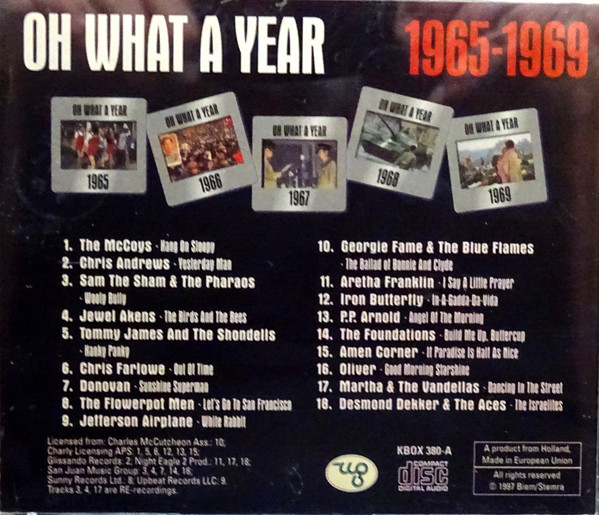 OH WHAT A YEAR 1965-1969
OH WHAT A YEAR
1965
OH WHAT A YEAR
1966
OH WHAT A YEAR
1967
OH WHAT A YEAR
1968
OH WHAT A YEAR
1969
1. The McCoys · Hang On Sloopy
2. Chris Andrews · Yesterday Man
3. Sam The Sham & The Pharaos
· Wooly Bully
4. Jewel Akens · The Birds And The Bees
5. Tommy James And The Shondells
· Hanky Panky
6. Chris Farlowe · Out Of Time
7. Donovan · Sunshine Superman
8. The Flowerpot Men · Let's Go To San Francisco
9. Jefferson Airplane · White Rabbit
10. Georgie Fame & The Blue Flames
· The Ballad of Bonnie And Clyde
11. Aretha Franklin · I Say A Little Prayer
12. Iron Butterfly · In-A-Gadda-Da-Vida
13. P.P. Arnold · Angel Of The Morning
14. The Foundations · Build Me Up, Buttercup
15. Amen Corner · If Paradise Is Half As Nice
16. Oliver · Good Morning Starshine
17. Martha & The Vandellas · Dancing In The Street
18. Desmond Dekker & The Aces · The Israelites
Licensed from: Charles McCutcheon Ass.: 10;
Charly Licensing APS: 1, 5, 6, 12, 13, 15;
Glissando Records: 2; Night Eagle 2 Prod.: 11, 17, 18;
San Juan Music Group: 3, 4, 7, 14, 16;
Sunny Records Ltd.: 8; Upbeat Records LLC: 9.
Tracks 3, 4, 17 are RE-recordings.
KBOX 380-A
COMPACT
disc
DIGITAL AUDIO
A product from Holland,
Made in European Union
All rights reserved
℗ 1997 Biem/Stemra